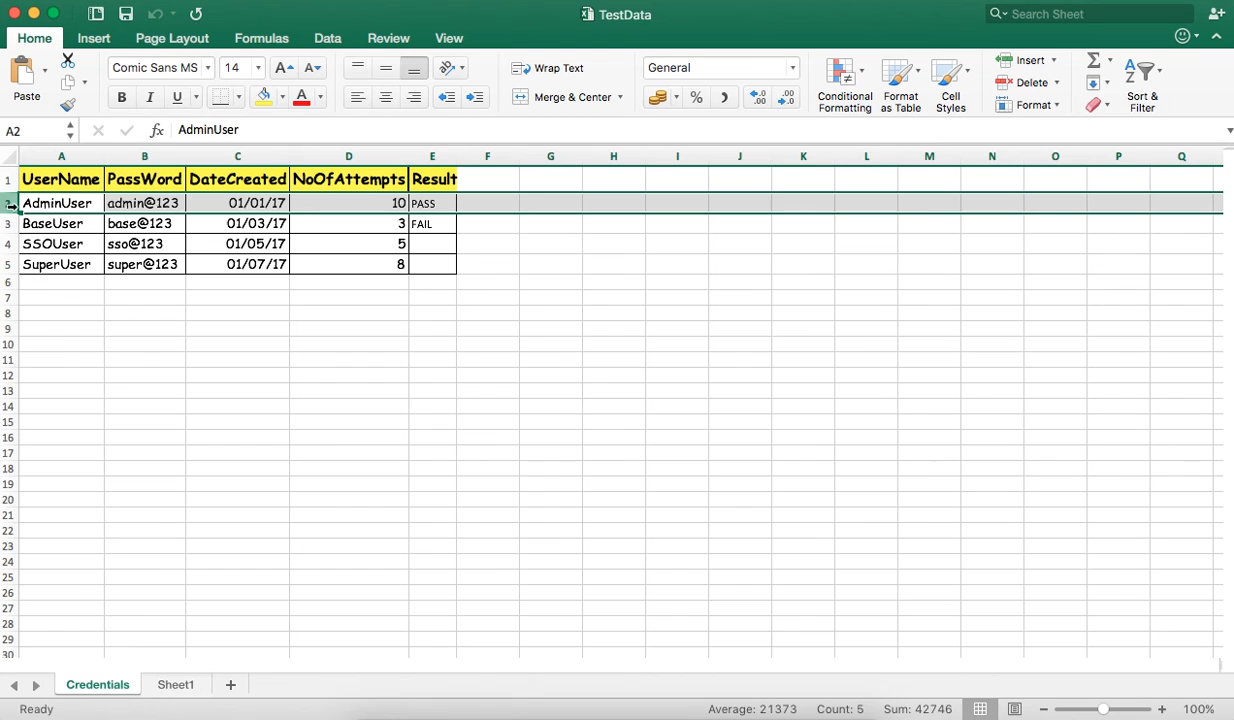 TestData
Search Sheet
Home Insert Page Layout Formulas Data Review View
Paste
Comic Sans MS 14 A A
B I U A
Wrap Text
Merge & Center
General
%
Conditional Formatting
Format as Table
Cell Styles
Insert
Delete
Format
Sort & Filter
A2 fx AdminUser
A B C D E F G H I J K L M N O P Q
1 UserName PassWord DateCreated NoOfAttempts Result
2 AdminUser admin@123 01/01/17 10 PASS
3 BaseUser base@123 01/03/17 3 FAIL
4 SSOUser sso@123 01/05/17 5
5 SuperUser super@123 01/07/17 8
6
7
8
9
10
11
12
13
14
15
16
17
18
19
20
21
22
23
24
25
26
27
28
29
30
Credentials Sheet1
Ready Average: 21373 Count: 5 Sum: 42746 100%